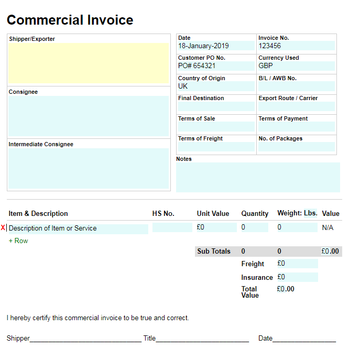 Commercial Invoice
Shipper/Exporter
Date
Invoice No.
18-January-2019
123456
Customer PO No.
Currency Used
PO# 654321
GBP
Country of Origin
B/L / AWB No.
UK
Consignee
Final Destination
Export Route / Carrier
Terms of Sale
Terms of Payment
Intermediate Consignee
Terms of Freight
No. of Packages
Notes
Item & Description HS No. Unit Value Quantity Weight: Lbs. Value
X Description of Item or Service £0 0 0 N/A
+ Row
Sub Totals 0 0 £0.00
Freight £0
Insurance £0
Total Value £0.00
I hereby certify this commercial invoice to be true and correct.
Shipper Title Date